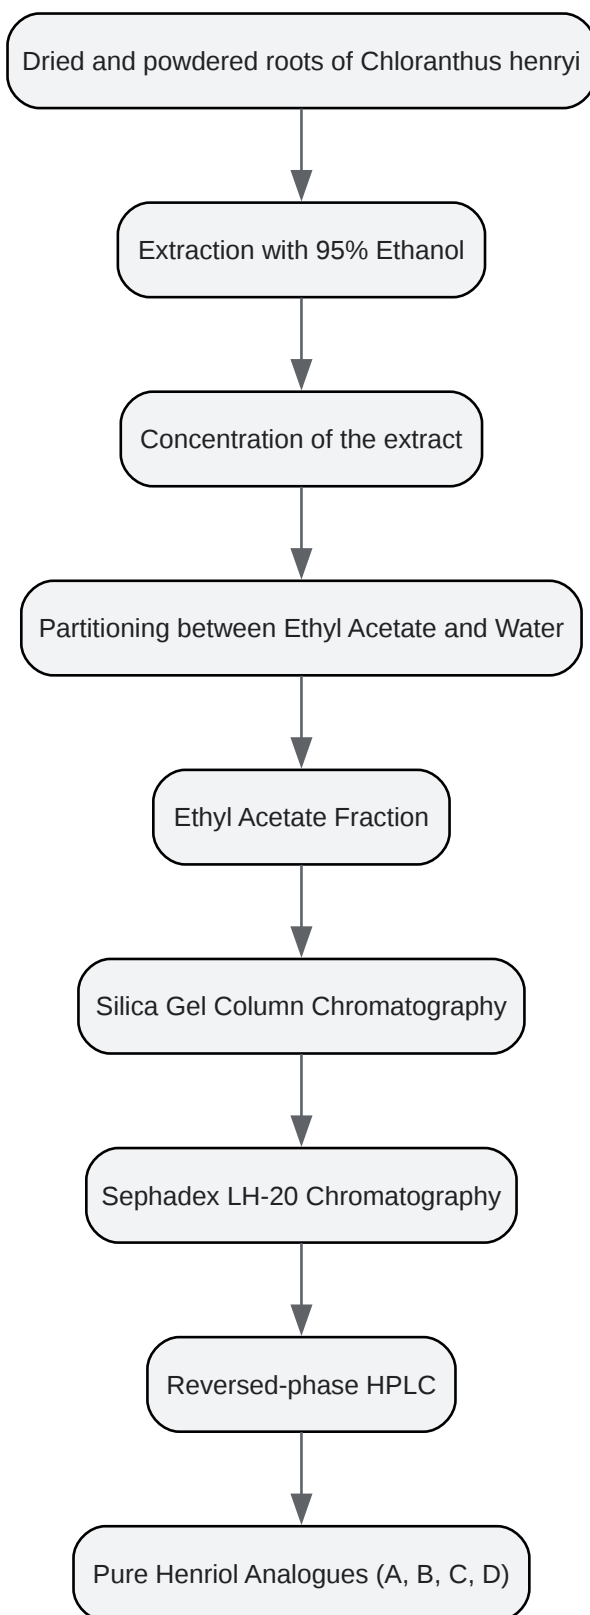 Dried and powdered roots of Chloranthus henryi
Extraction with 95% Ethanol
Concentration of the extract
Partitioning between Ethyl Acetate and Water
Ethyl Acetate Fraction
Silica Gel Column Chromatography
Sephadex LH-20 Chromatography
Reversed-phase HPLC
Pure Henriol Analogues (A, B, C, D)